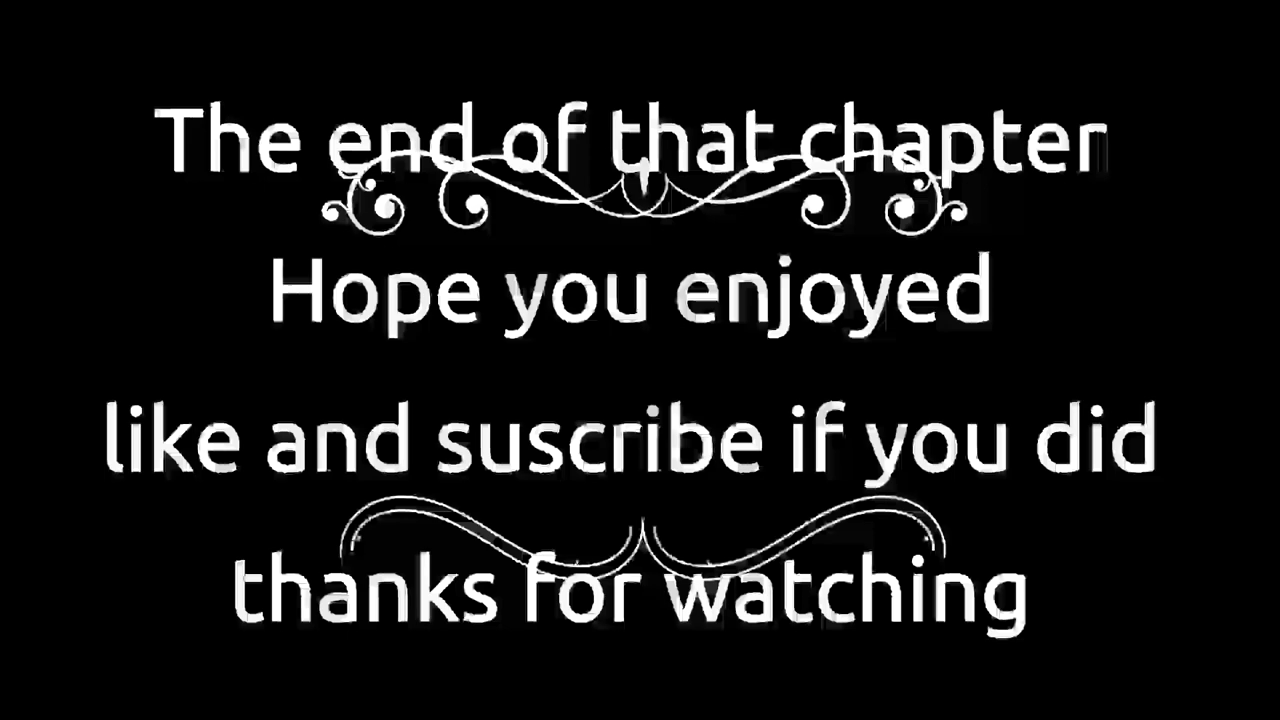 The end of that chapter
Hope you enjoyed
like and suscribe if you did
thanks for watching